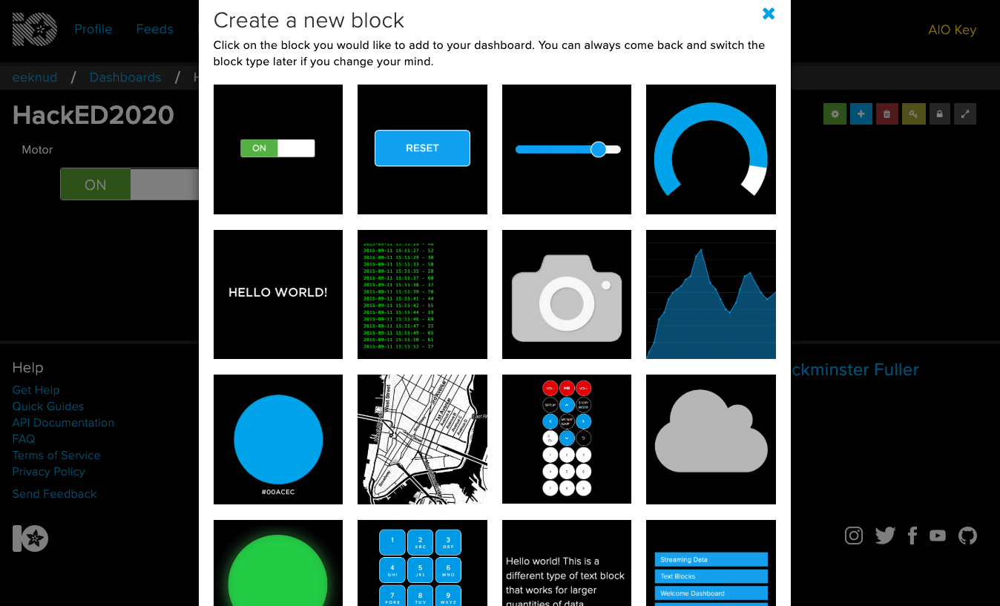 Create a new block
Click on the block you would like to add to your dashboard. You can always come back and switch the
block type later if you change your mind.
Profile
Feeds
AIO Key
eeknud / Dashboards / H
HackED2020
Motor
ON
ON
RESET
HELLO WORLD!
2015-09-11 15:55:27 - 52
2015-09-11 15:55:29 - 30
2015-09-11 15:55:33 - 58
2015-09-11 15:55:35 - 28
2015-09-11 15:55:37 - 60
2015-09-11 15:55:38 - 37
2015-09-11 15:55:39 - 70
2015-09-11 15:55:41 - 44
2015-09-11 15:55:42 - 55
2015-09-11 15:55:44 - 19
2015-09-11 15:55:46 - 69
2015-09-11 15:55:47 - 55
2015-09-11 15:55:49 - 65
2015-09-11 15:55:50 - 61
2015-09-11 15:55:52 - 27
Help
Get Help
Quick Guides
API Documentation
FAQ
Terms of Service
Privacy Policy
Send Feedback
ckminster Fuller
#00ACEC
West Street
3rd Avenue
1st Avenue
Avenue A
Avenue B
Avenue C
Avenue D
Broadway
VOL-
VOL+
SETUP
STOP/
MODE
ENTER/
SAVE
1 2 3
4 5 6
7 8 9
1
2
ABC
3
DEF
4
GHI
5
JKL
6
MNO
7
PQRS
8
TUV
9
WXYZ
Hello world! This is a
different type of text block
that works for larger
quantities of data
Streaming Data
Text Blocks
Welcome Dashboard